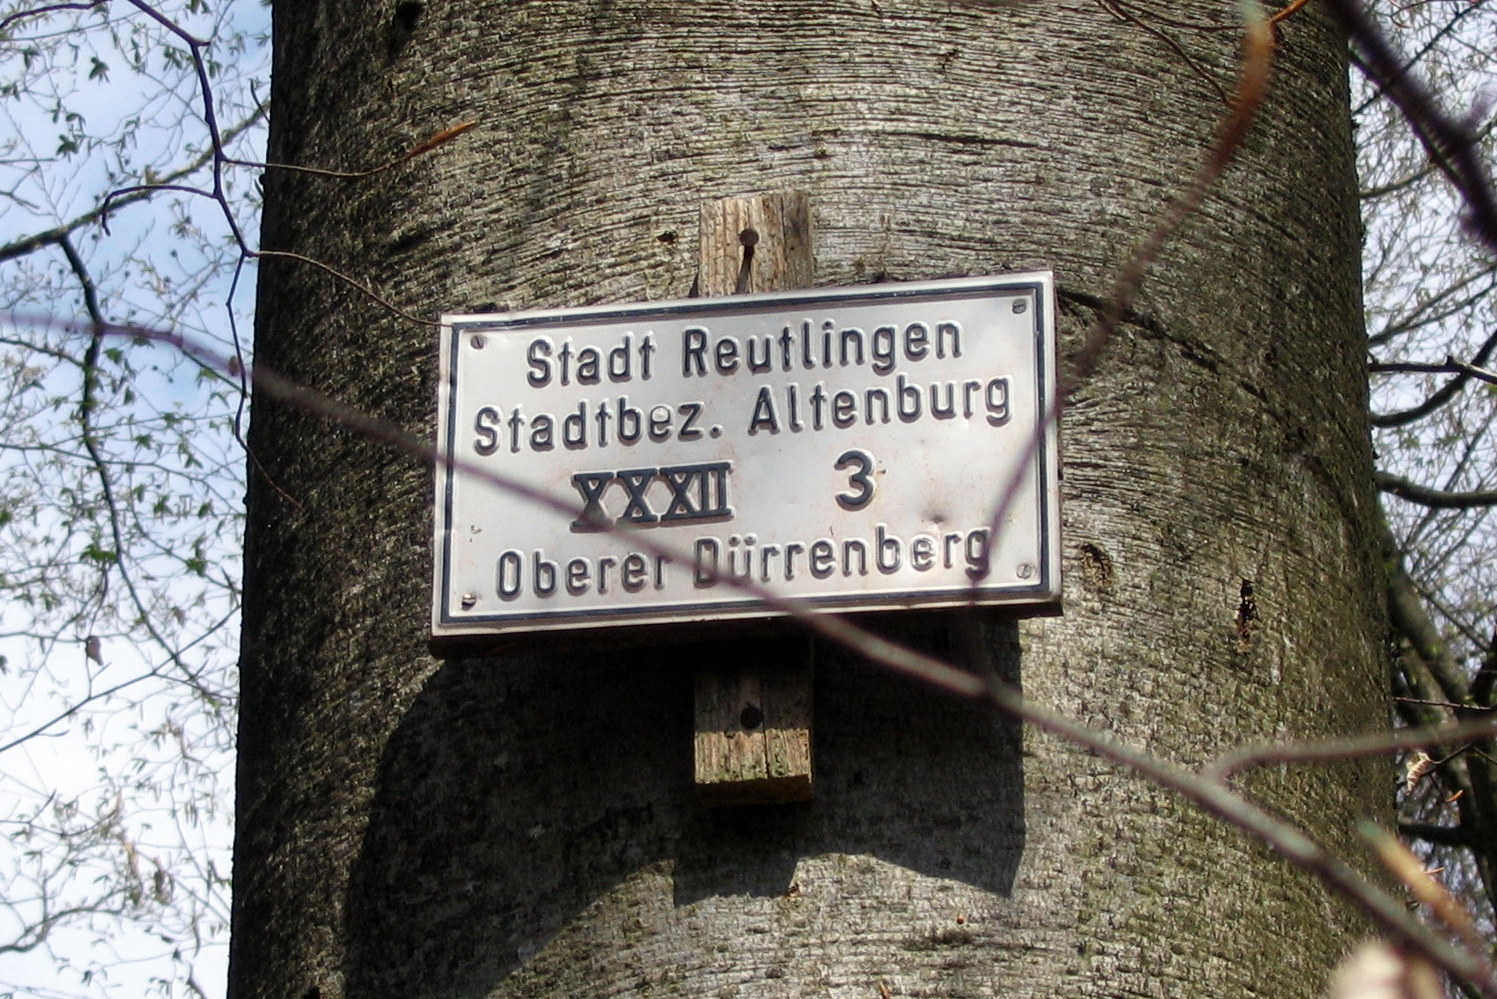 Stadt Reutlingen
Stadtbez. Altenburg
XXXII 3
Oberer Dürrenberg